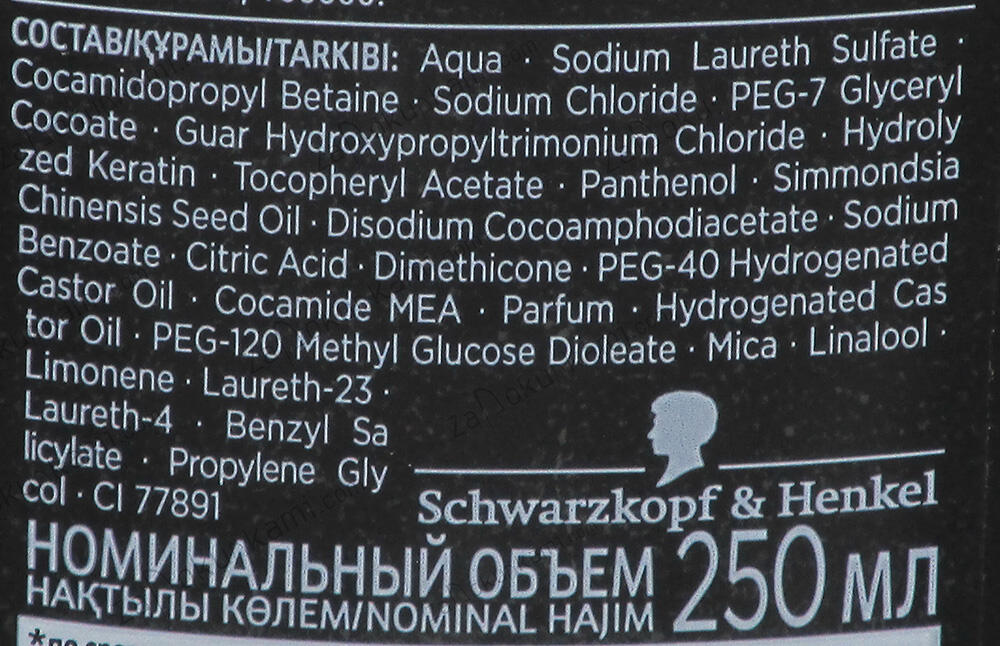 СОСТАВ/ҚҰРАМЫ/TARKIBI: Aqua · Sodium Laureth Sulfate ·
Cocamidopropyl Betaine · Sodium Chloride · PEG-7 Glyceryl
Cocoate · Guar Hydroxypropyltrimonium Chloride · Hydroly
zed Keratin · Tocopheryl Acetate · Panthenol · Simmondsia
Chinensis Seed Oil · Disodium Cocoamphodiacetate · Sodium
Benzoate · Citric Acid · Dimethicone · PEG-40 Hydrogenated
Castor Oil · Cocamide MEA · Parfum · Hydrogenated Cas
tor Oil · PEG-120 Methyl Glucose Dioleate · Mica · Linalool ·
Limonene · Laureth-23 ·
Laureth-4 · Benzyl Sa
licylate · Propylene Gly
col · CI 77891
Schwarzkopf & Henkel
НОМИНАЛЬНЫЙ ОБЪЕМ
НАҚТЫЛЫ КӨЛЕМ/NOMINAL HAJIM
250 МЛ